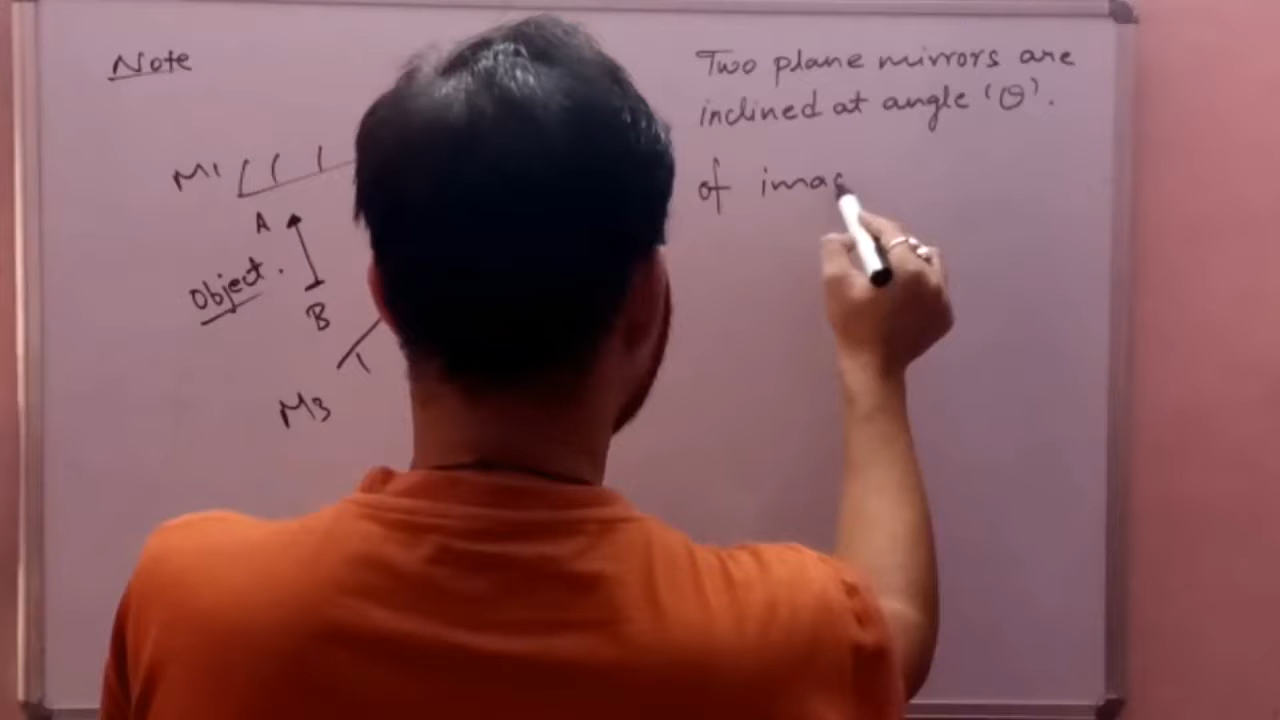 Note
Two plane mirrors are
inclined at angle 'θ'.
of imag
M1
A
Object.
B
M3